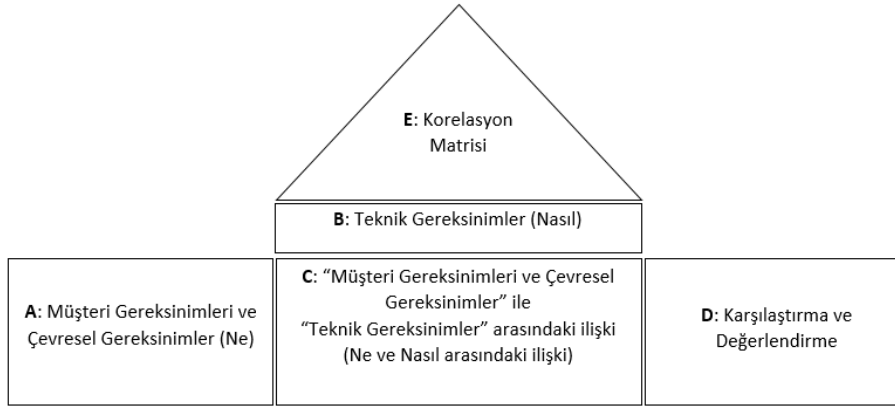 E: Korelasyon
Matrisi
B: Teknik Gereksinimler (Nasıl)
A: Müşteri Gereksinimleri ve
Çevresel Gereksinimler (Ne)
C: “Müşteri Gereksinimleri ve Çevresel
Gereksinimler” ile
“Teknik Gereksinimler” arasındaki ilişki
(Ne ve Nasıl arasındaki ilişki)
D: Karşılaştırma ve
Değerlendirme